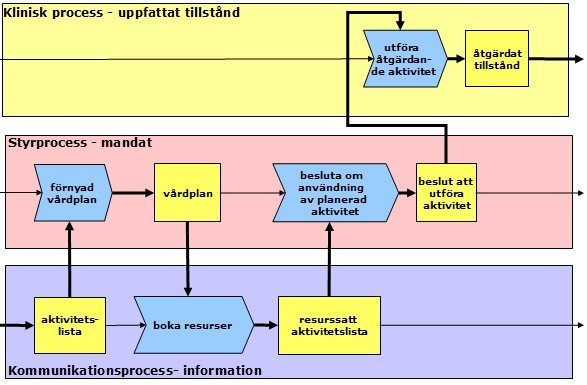 Klinisk process - uppfattat tillstånd
utföra
åtgärdan-
de aktivitet
åtgärdat
tillstånd
Styrprocess - mandat
förnyad
vårdplan
vårdplan
besluta om
användning
av planerad
aktivitet
beslut att
utföra
aktivitet
aktivitets-
lista
boka resurser
resurssatt
aktivitetslista
Kommunikationsprocess- information